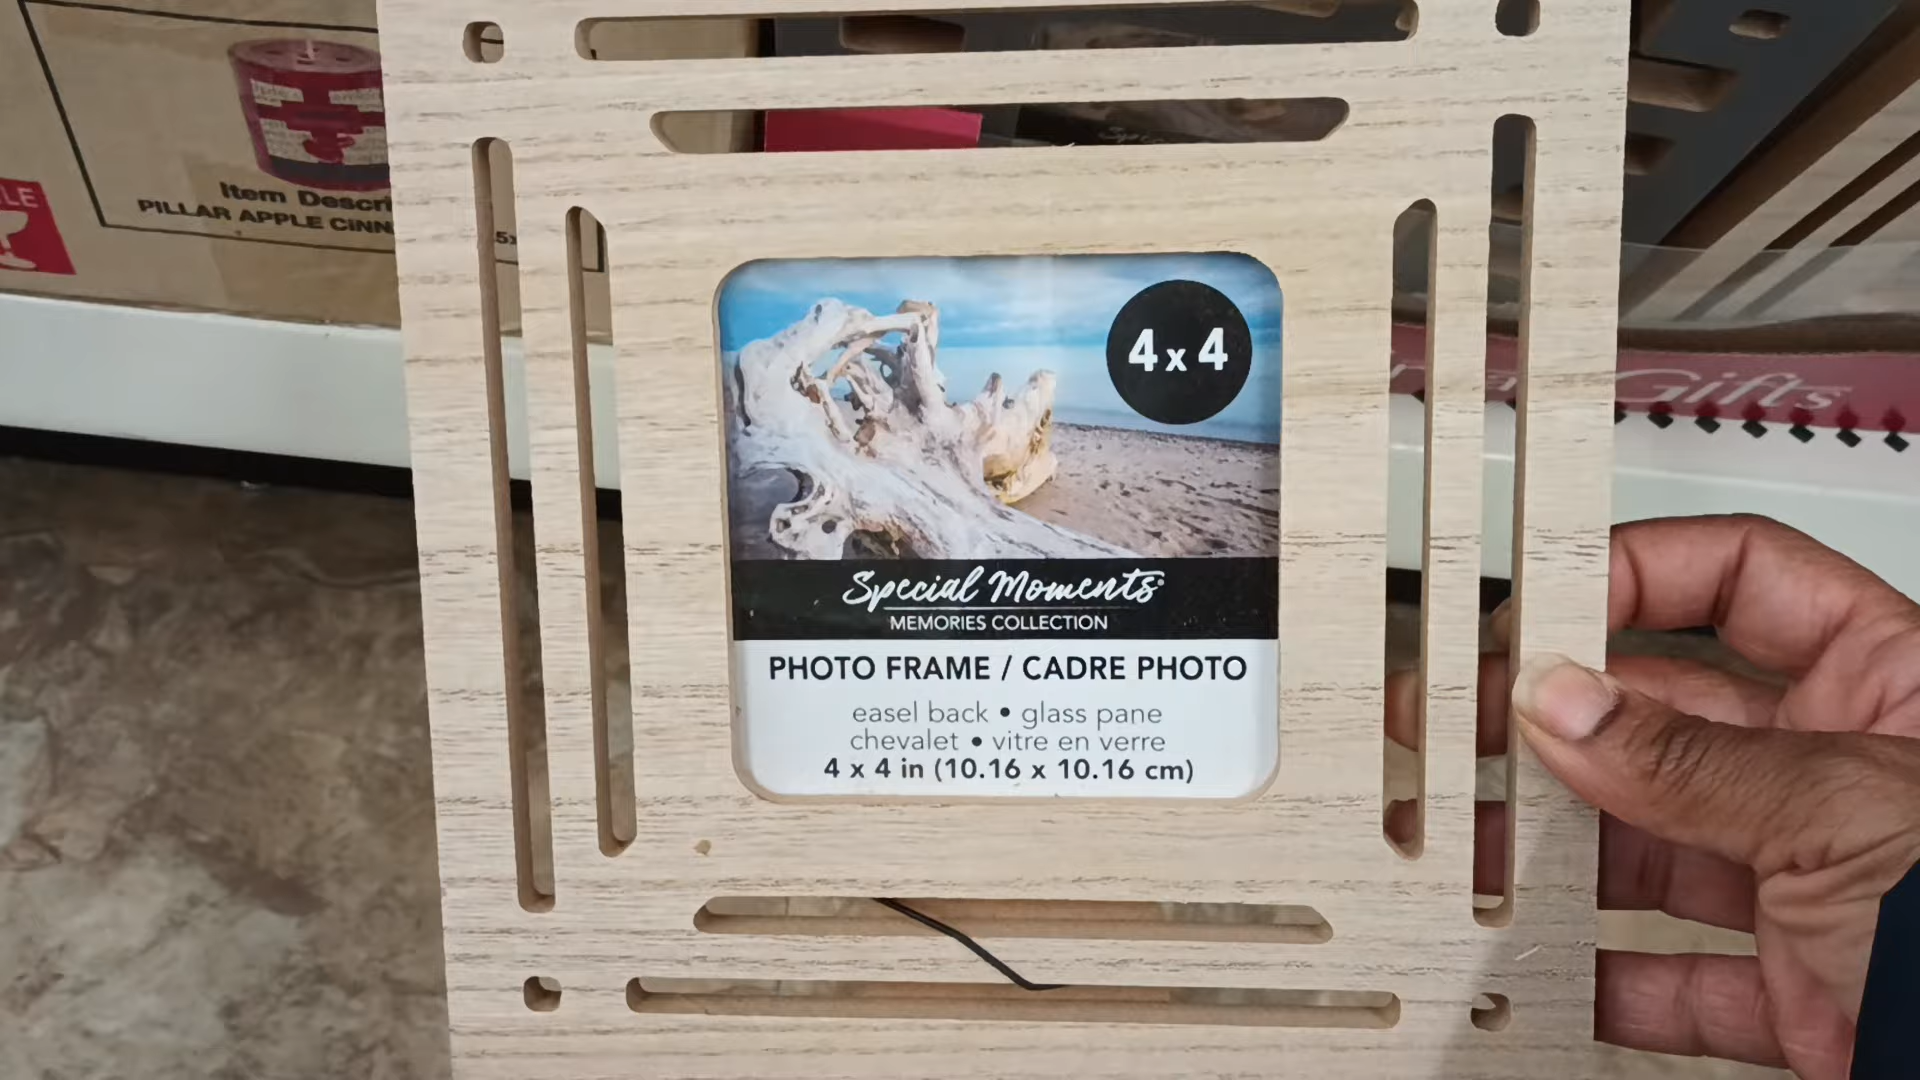 Item Descri
PILLAR APPLE CINN
4 x 4
Special Moments®
MEMORIES COLLECTION
PHOTO FRAME / CADRE PHOTO
easel back • glass pane
chevalet • vitre en verre
4 x 4 in (10.16 x 10.16 cm)
Gifts